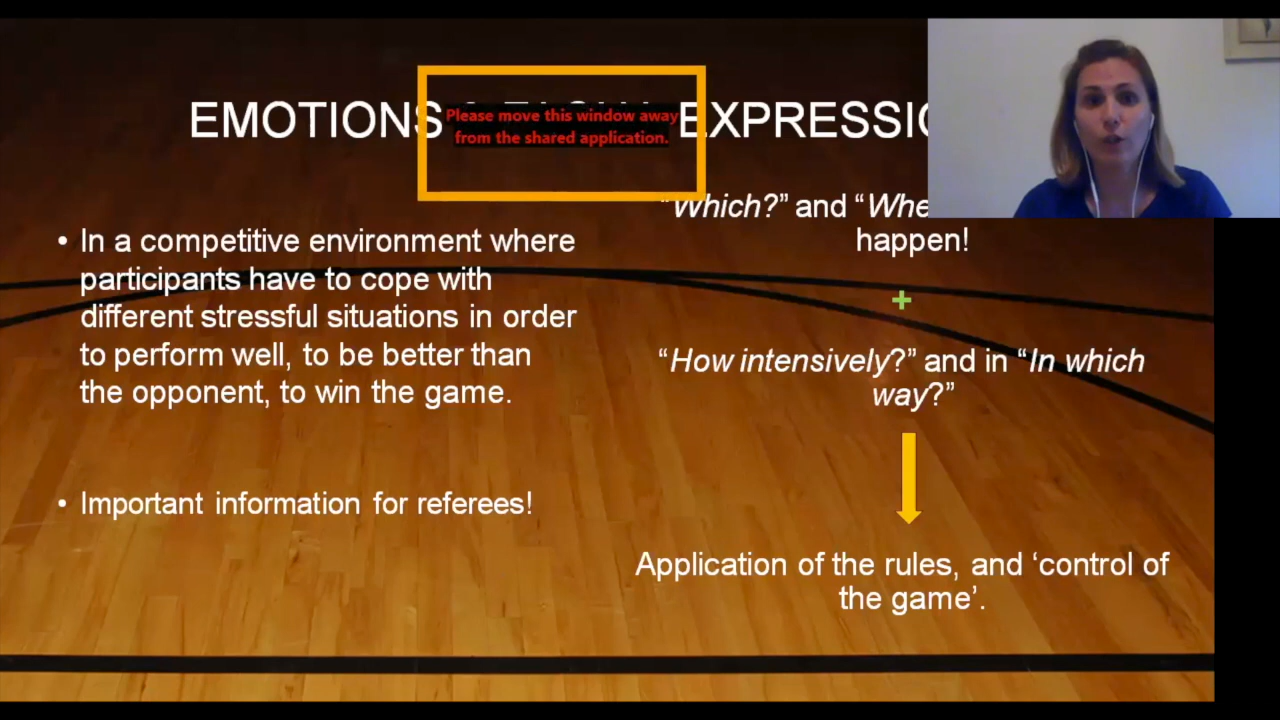 EMOTIONS EXPRESSIO
Please move this window away
from the shared application.
• In a competitive environment where
participants have to cope with
different stressful situations in order
to perform well, to be better than
the opponent, to win the game.
• Important information for referees!
“Which?” and “Whe
happen!
+
“How intensively?” and in “In which
way?”
Application of the rules, and ‘control of
the game’.